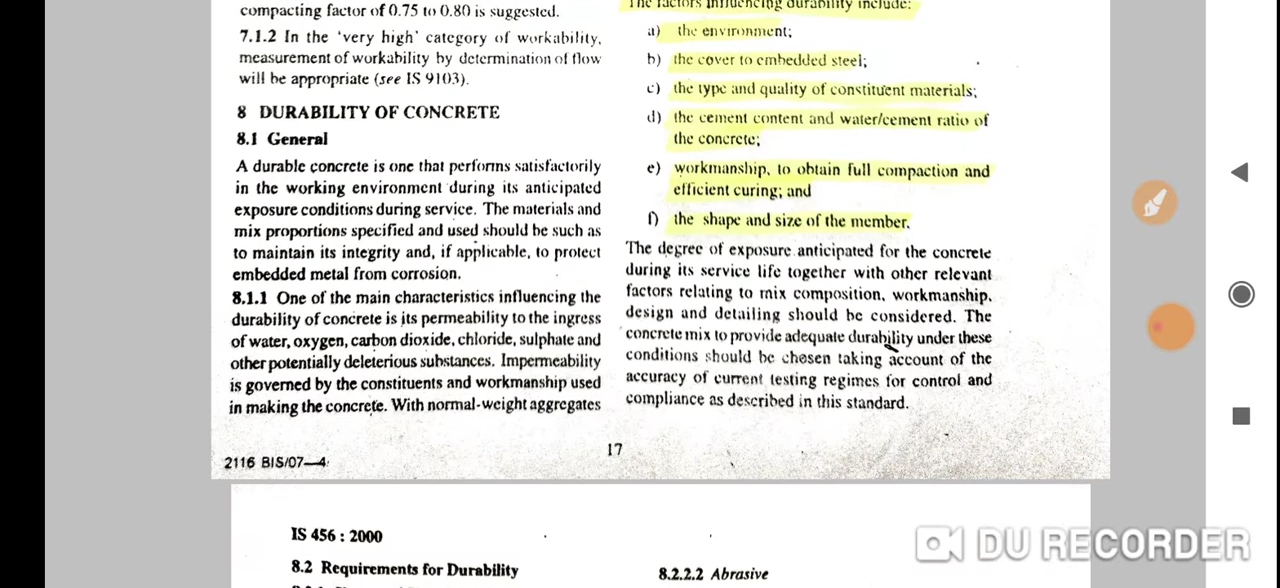 compacting factor of 0.75 to 0.80 is suggested.
7.1.2 In the ‘very high’ category of workability,
measurement of workability by determination of flow
will be appropriate (see IS 9103).
8 DURABILITY OF CONCRETE
8.1 General
A durable concrete is one that performs satisfactorily
in the working environment during its anticipated
exposure conditions during service. The materials and
mix proportions specified and used should be such as
to maintain its integrity and, if applicable, to protect
embedded metal from corrosion.
8.1.1 One of the main characteristics influencing the
durability of concrete is its permeability to the ingress
of water, oxygen, carbon dioxide, chloride, sulphate and
other potentially deleterious substances. Impermeability
is governed by the constituents and workmanship used
in making the concrete. With normal-weight aggregates
The factors influencing durability include:
a) the environment;
b) the cover to embedded steel;
c) the type and quality of constituent materials;
d) the cement content and water/cement ratio of
the concrete;
e) workmanship, to obtain full compaction and
efficient curing; and
f) the shape and size of the member.
The degree of exposure anticipated for the concrete
during its service life together with other relevant
factors relating to mix composition, workmanship,
design and detailing should be considered. The
concrete mix to provide adequate durability under these
conditions should be chosen taking account of the
accuracy of current testing regimes for control and
compliance as described in this standard.
17
2116 BIS/07—4
IS 456 : 2000
8.2 Requirements for Durability
8.2.2.2 Abrasive
DU RECORDER